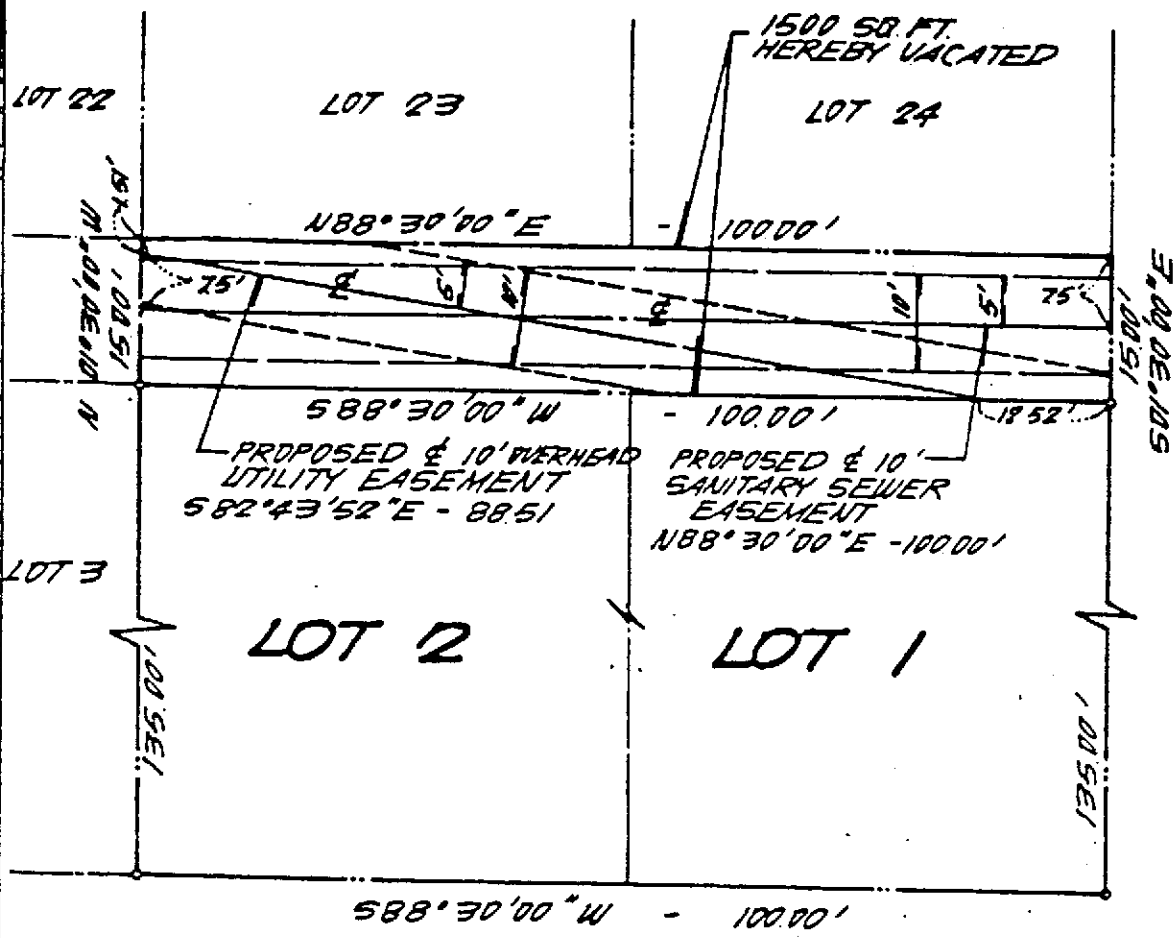 1500 SQ. FT.
HEREBY VACATED
LOT 22
LOT 23
LOT 24
N88°30'00"E - 100.00'
1.51'
N 01°30'00"W
15.00'
7.5'
5'
10'
10'
5'
7.5'
15.00'
S01°30'00"E
S88°30'00"W - 100.00'
18.52'
PROPOSED ℄ 10' OVERHEAD
UTILITY EASEMENT
S82°43'52"E - 88.51
PROPOSED ℄ 10'
SANITARY SEWER
EASEMENT
N88°30'00"E - 100.00'
LOT 3
LOT 2
LOT 1
135.00'
135.00'
S88°30'00"W - 100.00'